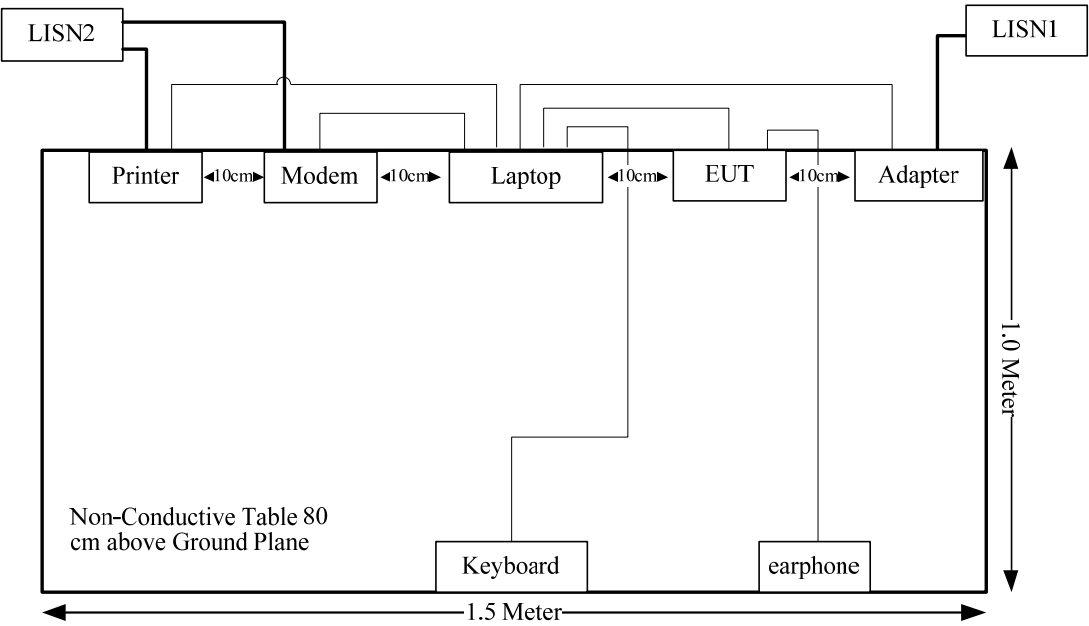 LISN2
LISN1
Printer
10cm
Modem
10cm
Laptop
10cm
EUT
10cm
Adapter
1.0 Meter
Non-Conductive Table 80
cm above Ground Plane
Keyboard
earphone
1.5 Meter